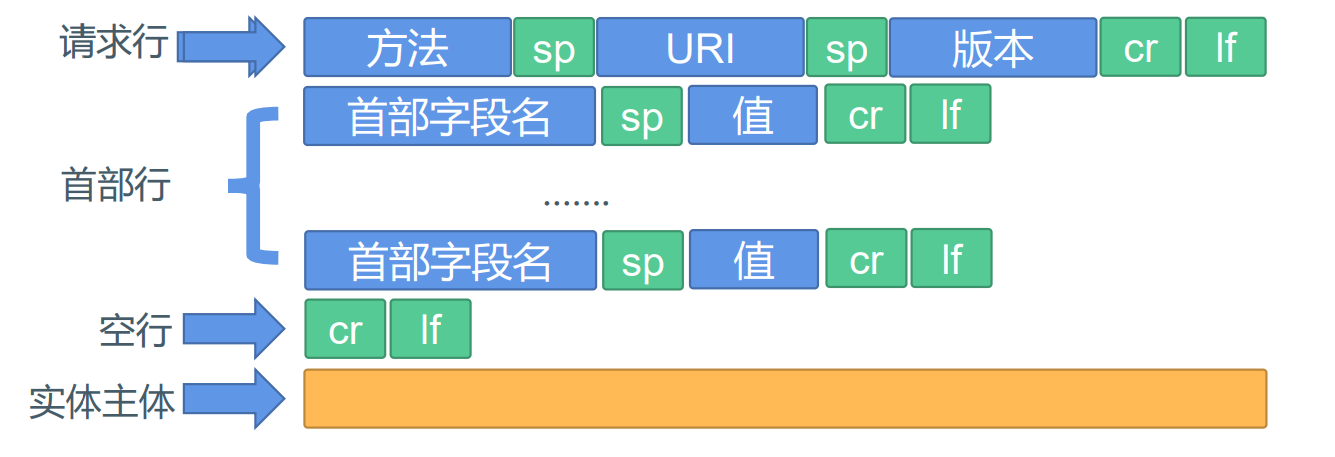 请求行 方法 sp URI sp 版本 cr lf
首部字段名 sp 值 cr lf
首部行
.......
首部字段名 sp 值 cr lf
空行 cr lf
实体主体